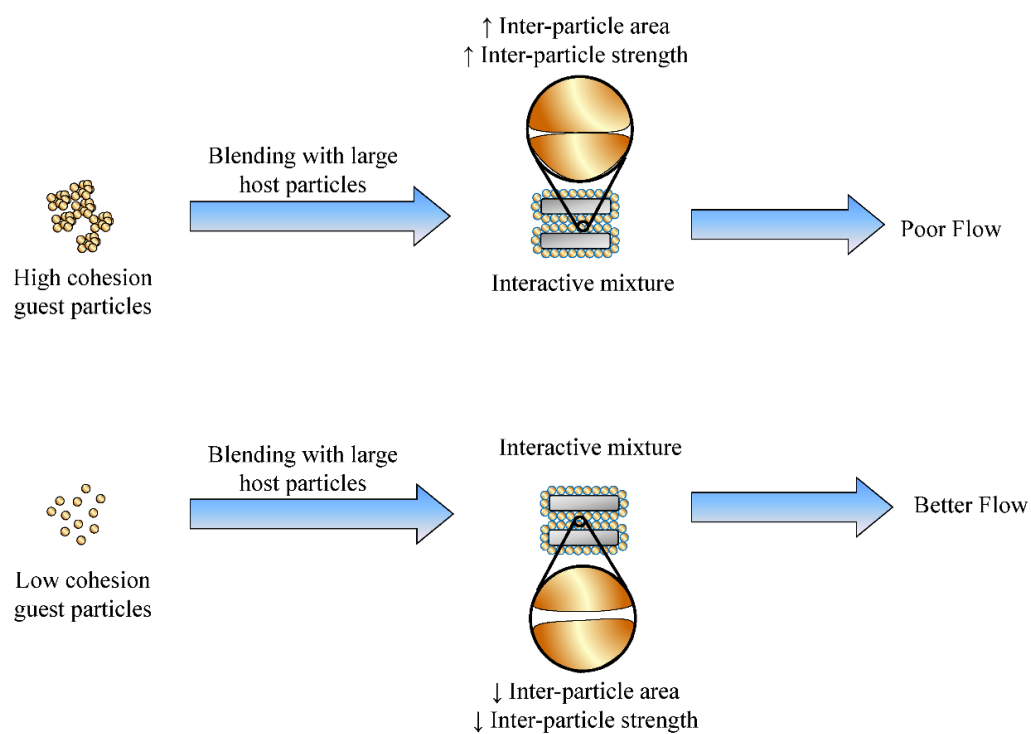 ↑ Inter-particle area
↑ Inter-particle strength
Blending with large
host particles
High cohesion
guest particles
Interactive mixture
Poor Flow
Interactive mixture
Blending with large
host particles
Better Flow
Low cohesion
guest particles
↓ Inter-particle area
↓ Inter-particle strength